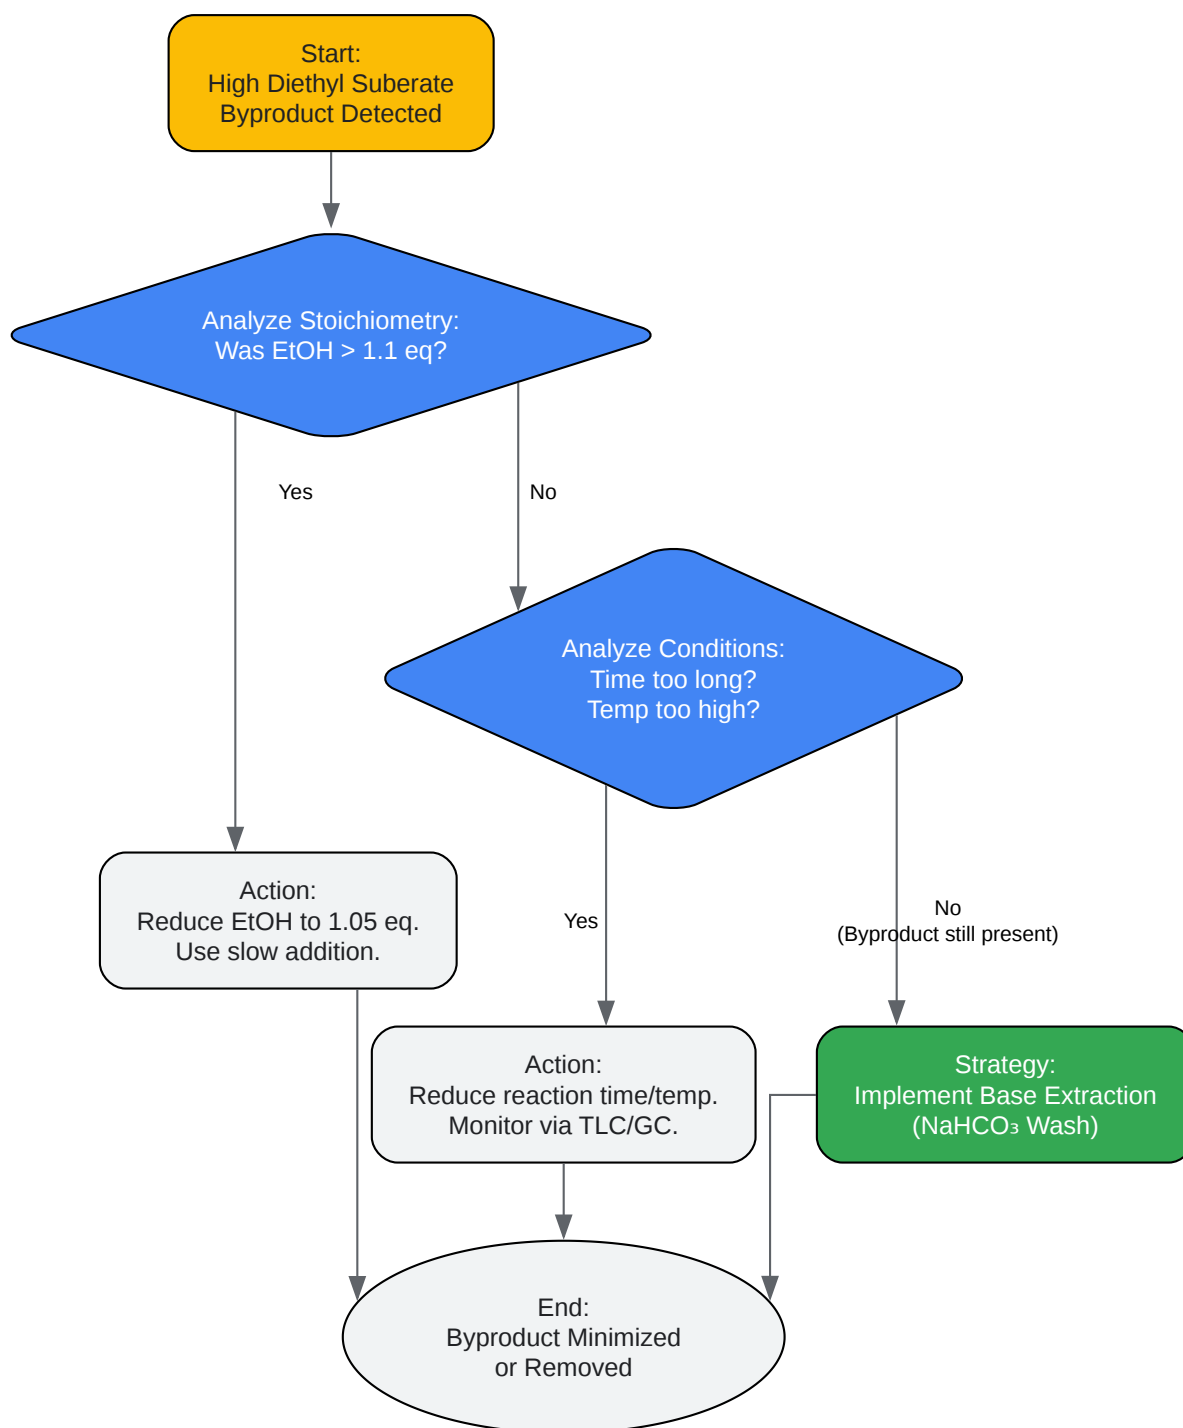 Start:
High Diethyl Suberate
Byproduct Detected
Analyze Stoichiometry:
Was EtOH > 1.1 eq?
Yes
No
Analyze Conditions:
Time too long?
Temp too high?
Action:
Reduce EtOH to 1.05 eq.
Use slow addition.
Yes
No
(Byproduct still present)
Action:
Reduce reaction time/temp.
Monitor via TLC/GC.
Strategy:
Implement Base Extraction
(NaHCO₃ Wash)
End:
Byproduct Minimized
or Removed